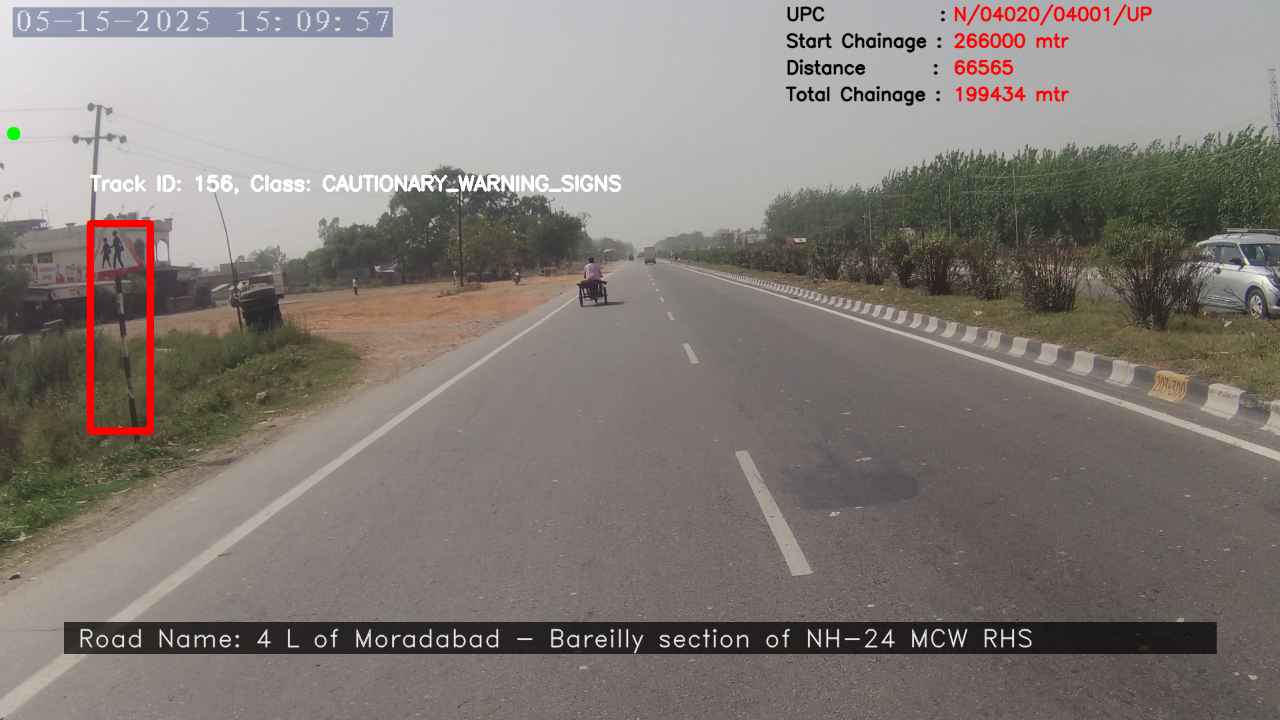 05-15-2025 15:09:57
UPC : N/04020/04001/UP
Start Chainage : 266000 mtr
Distance : 66565
Total Chainage : 199434 mtr
Track ID: 156, Class: CAUTIONARY_WARNING_SIGNS
Road Name: 4 L of Moradabad - Bareilly section of NH-24 MCW RHS